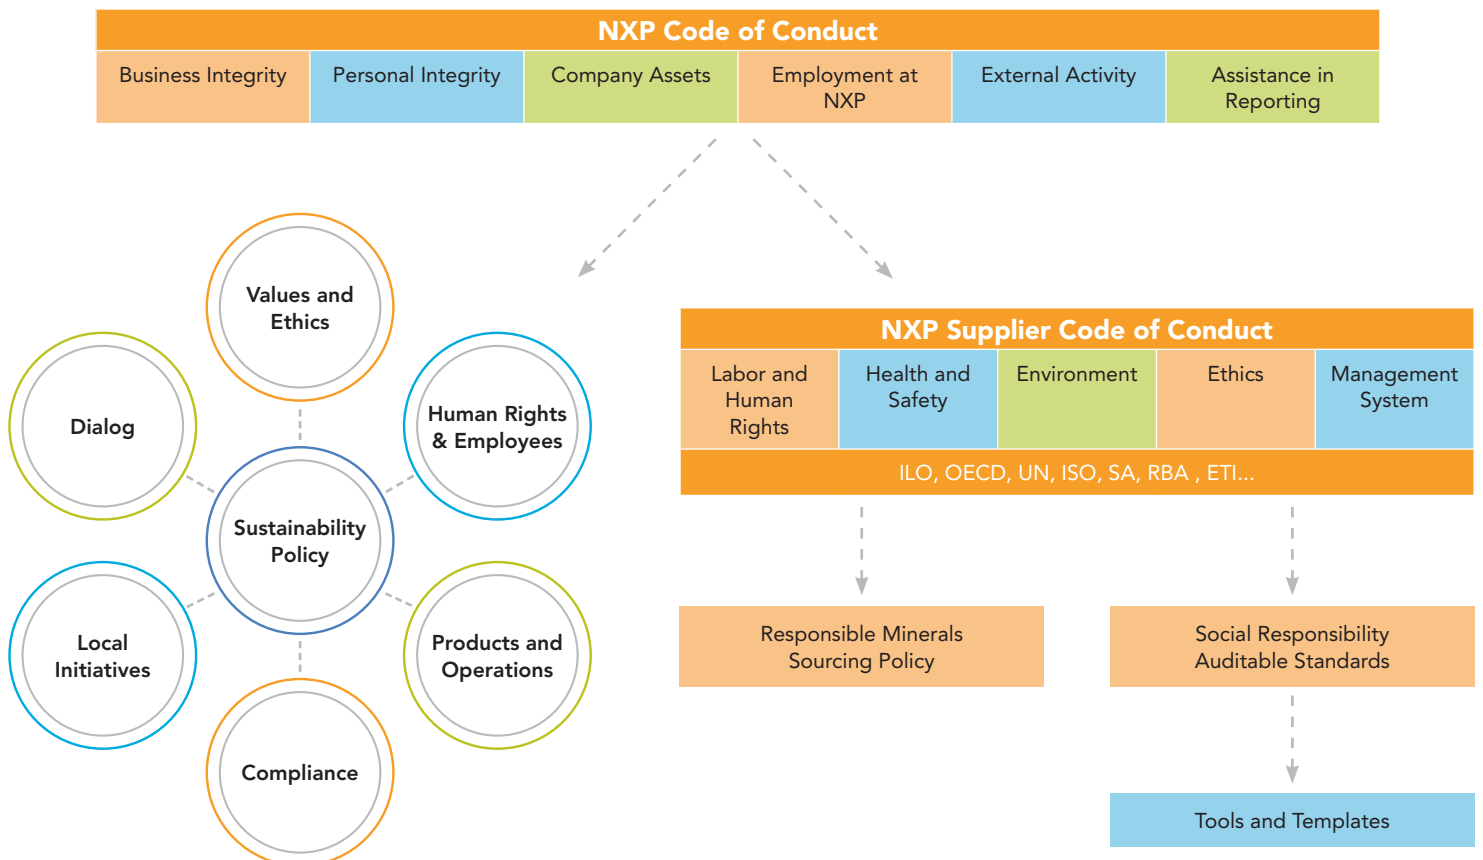 NXP Code of Conduct
Business Integrity
Personal Integrity
Company Assets
Employment at
NXP
External Activity
Assistance in
Reporting
Values and
Ethics
Human Rights
& Employees
Dialog
Sustainability
Policy
Local
Initiatives
Products and
Operations
Compliance
NXP Supplier Code of Conduct
Labor and
Human
Rights
Health and
Safety
Environment
Ethics
Management
System
ILO, OECD, UN, ISO, SA, RBA , ETI...
Responsible Minerals
Sourcing Policy
Social Responsibility
Auditable Standards
Tools and Templates